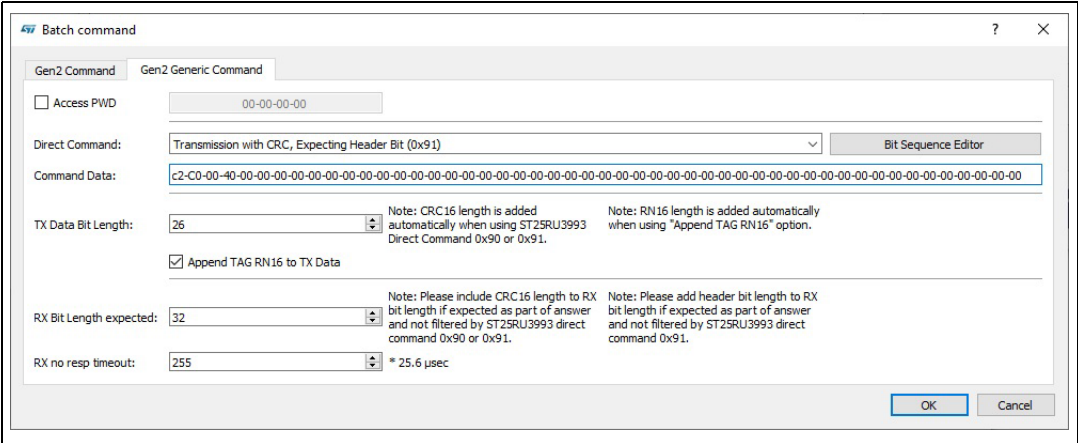 Batch command
?
Gen2 Command
Gen2 Generic Command
Access PWD
00-00-00-00
Direct Command:
Transmission with CRC, Expecting Header Bit (0x91)
Bit Sequence Editor
Command Data:
c2-C0-00-40-00-00-00-00-00-00-00-00-00-00-00-00-00-00-00-00-00-00-00-00-00-00-00-00-00-00-00-00-00-00-00-00-00-00-00-00-00-00-00-00-00-00-00-00-00-00-00-00-00-00-00-00-00-00-00
TX Data Bit Length:
26
Note: CRC16 length is added
automatically when using ST25RU3993
Direct Command 0x90 or 0x91.
Note: RN16 length is added automatically
when using "Append TAG RN16" option.
Append TAG RN16 to TX Data
RX Bit Length expected:
32
Note: Please include CRC16 length to RX
bit length if expected as part of answer
and not filtered by ST25RU3993 direct
command 0x90 or 0x91.
Note: Please add header bit length to RX
bit length if expected as part of answer
and not filtered by ST25RU3993 direct
command 0x91.
RX no resp timeout:
255
* 25.6 µsec
OK
Cancel